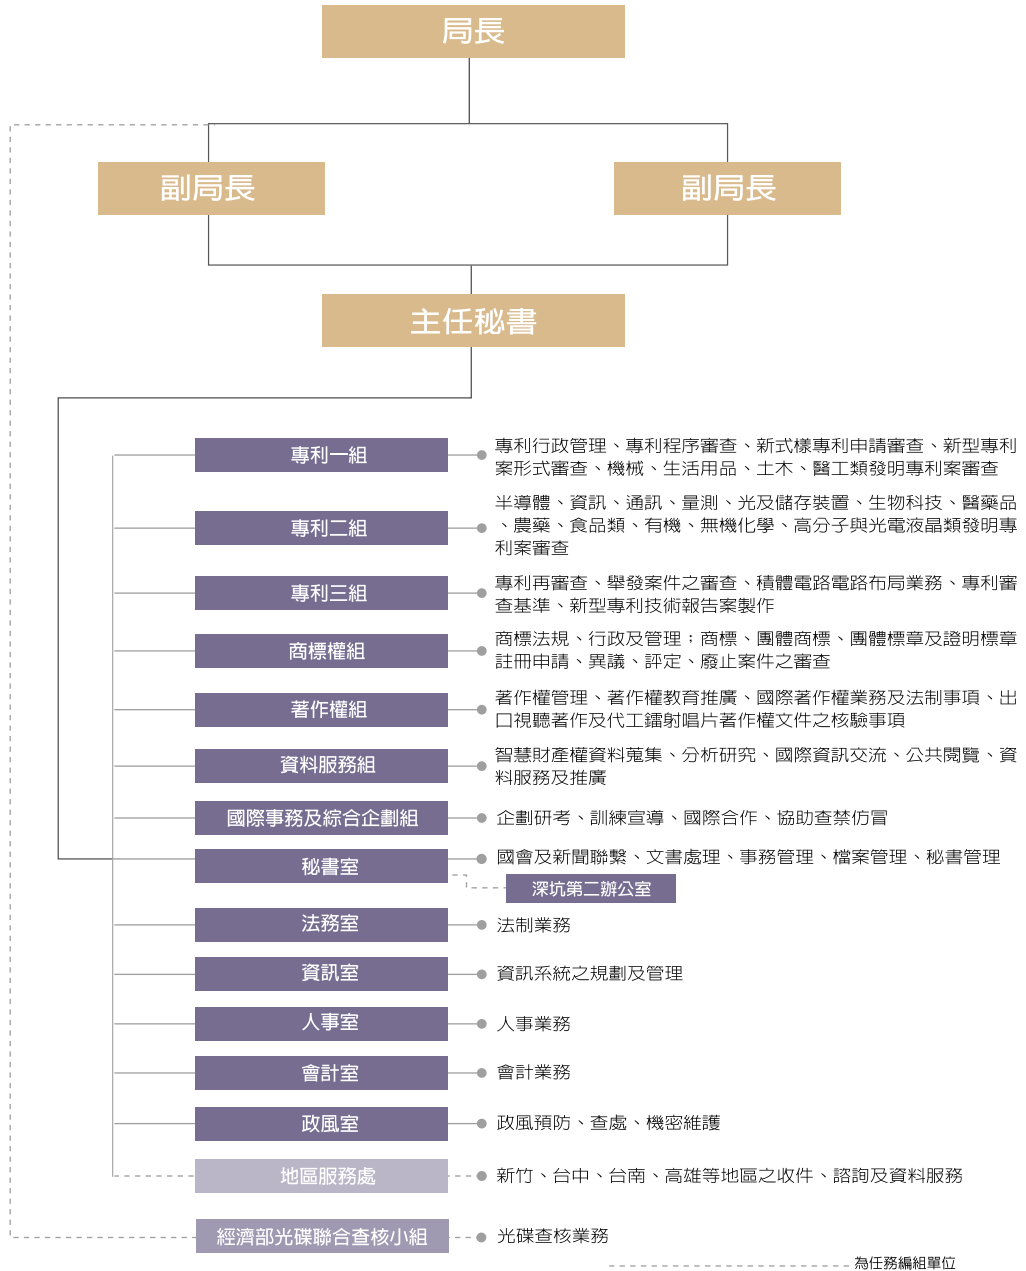 局長
副局長
副局長
主任秘書
專利一組
專利行政管理、專利程序審查、新式樣專利申請審查、新型專利
案形式審查、機械、生活用品、土木、醫工類發明專利案審查
專利二組
半導體、資訊、通訊、量測、光及儲存裝置、生物科技、醫藥品
、農藥、食品類、有機、無機化學、高分子與光電液晶類發明專
利案審查
專利三組
專利再審查、舉發案件之審查、積體電路電路布局業務、專利審
查基準、新型專利技術報告案製作
商標權組
商標法規、行政及管理；商標、團體商標、團體標章及證明標章
註冊申請、異議、評定、廢止案件之審查
著作權組
著作權管理、著作權教育推廣、國際著作權業務及法制事項、出
口視聽著作及代工鐳射唱片著作權文件之核驗事項
資料服務組
智慧財產權資料蒐集、分析研究、國際資訊交流、公共閱覽、資
料服務及推廣
國際事務及綜合企劃組
企劃研考、訓練宣導、國際合作、協助查禁仿冒
秘書室
國會及新聞聯繫、文書處理、事務管理、檔案管理、秘書管理
深坑第二辦公室
法務室
法制業務
資訊室
資訊系統之規劃及管理
人事室
人事業務
會計室
會計業務
政風室
政風預防、查處、機密維護
地區服務處
新竹、台中、台南、高雄等地區之收件、諮詢及資料服務
經濟部光碟聯合查核小組
光碟查核業務
為任務編組單位